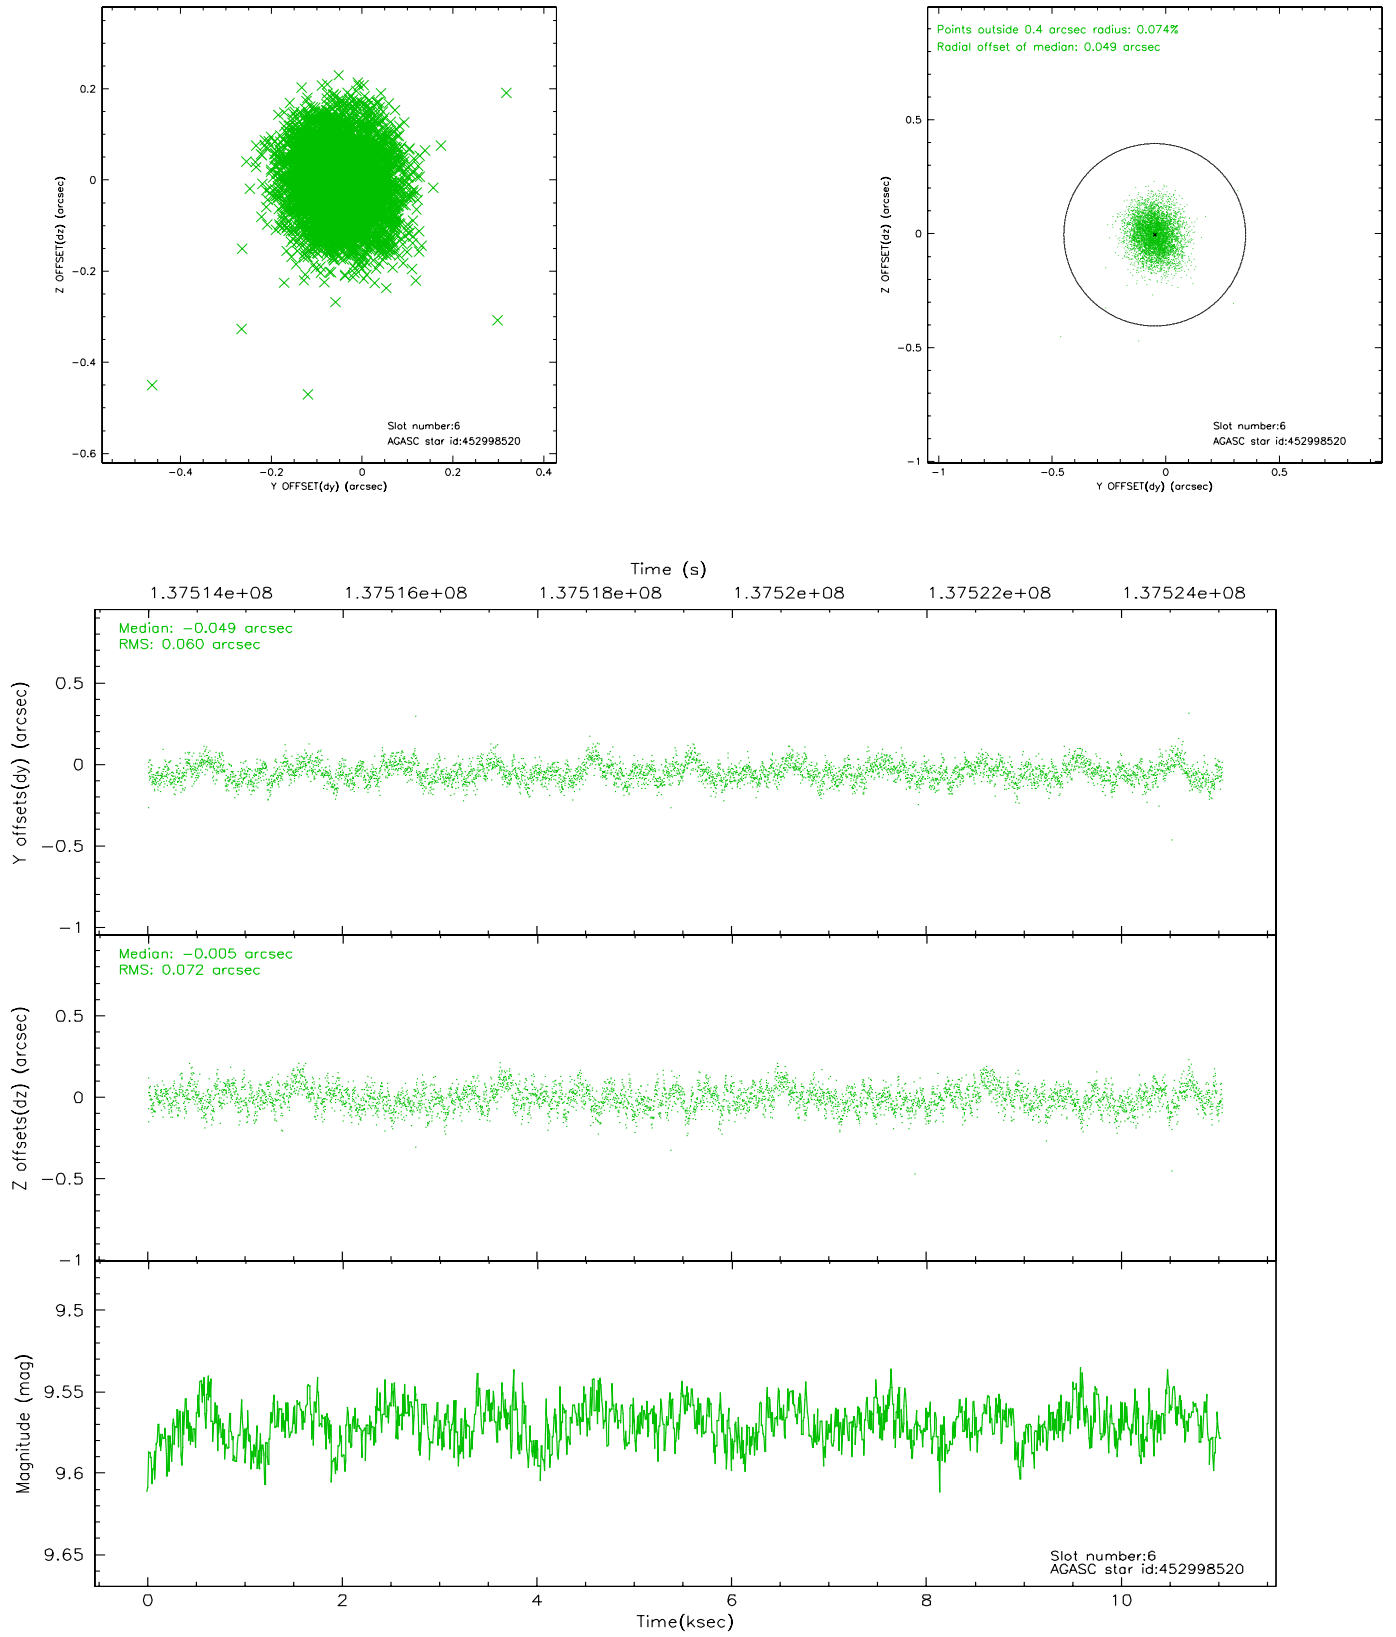 0.2
0
−0.2
−0.4
−0.6
Z OFFSET(dz) (arcsec)
Slot number:6
AGASC star id:452998520
−0.4
−0.2
0
0.2
0.4
Y OFFSET(dy) (arcsec)
Points outside 0.4 arcsec radius: 0.074%
Radial offset of median: 0.049 arcsec
0.5
0
−0.5
−1
Z OFFSET(dz) (arcsec)
Slot number:6
AGASC star id:452998520
−1
−0.5
0
0.5
Y OFFSET(dy) (arcsec)
Time (s)
1.37514e+08
1.37516e+08
1.37518e+08
1.3752e+08
1.37522e+08
1.37524e+08
Median: −0.049 arcsec
RMS: 0.060 arcsec
0.5
0
−0.5
−1
Y offsets(dy) (arcsec)
Median: −0.005 arcsec
RMS: 0.072 arcsec
0.5
0
−0.5
−1
Z offsets(dz) (arcsec)
9.5
9.55
9.6
9.65
Magnitude (mag)
Slot number:6
AGASC star id:452998520
0
2
4
6
8
10
Time(ksec)